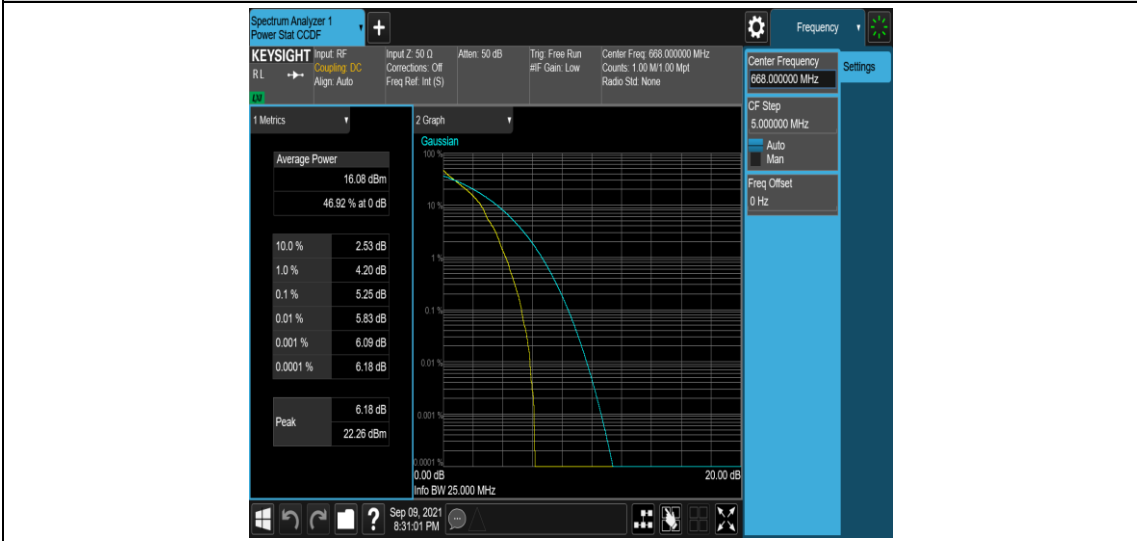 Spectrum Analyzer 1
Power Stat CCDF
+
Frequency
KEYSIGHT
RL
LM
Input: RF
Coupling: DC
Align: Auto
Input Z: 50 Ω
Corrections: Off
Freq Ref: Int (S)
Atten: 50 dB
Trig: Free Run
#IF Gain: Low
Center Freq: 668.000000 MHz
Counts: 1.00 M/1.00 Mpt
Radio Std: None
Center Frequency
668.000000 MHz
Settings
CF Step
5.000000 MHz
Auto
Man
Freq Offset
0 Hz
1 Metrics
Average Power
16.08 dBm
46.92 % at 0 dB
10.0 % 2.53 dB
1.0 % 4.20 dB
0.1 % 5.25 dB
0.01 % 5.83 dB
0.001 % 6.09 dB
0.0001 % 6.18 dB
Peak
6.18 dB
22.26 dBm
2 Graph
Gaussian
100 %
10 %
1 %
0.1 %
0.01 %
0.001 %
0.0001 %
0.00 dB 20.00 dB
Info BW 25.000 MHz
?
Sep 09, 2021
8:31:01 PM